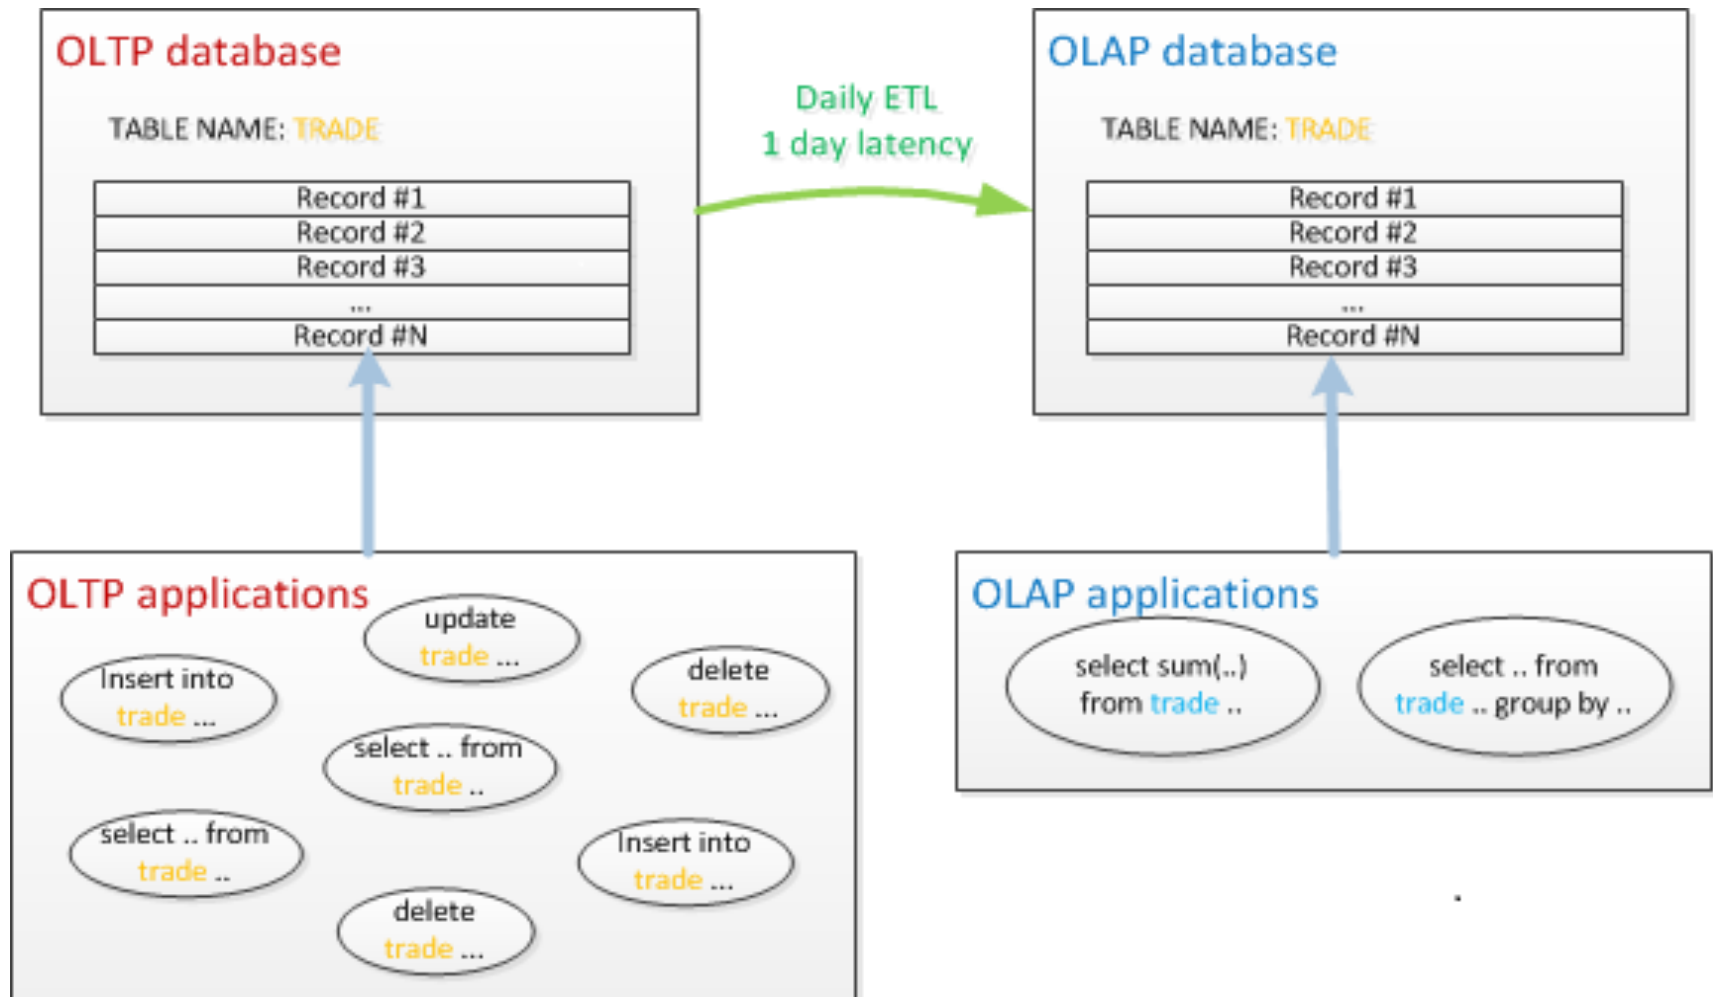 OLTP database
TABLE NAME: TRADE
Record #1
Record #2
Record #3
...
Record #N
Daily ETL
1 day latency
OLAP database
TABLE NAME: TRADE
Record #1
Record #2
Record #3
...
Record #N
OLTP applications
update
trade ...
Insert into
trade ...
delete
trade ...
select .. from
trade ..
select .. from
trade ..
Insert into
trade ...
delete
trade ...
OLAP applications
select sum(..)
from trade ..
select .. from
trade .. group by ..
.